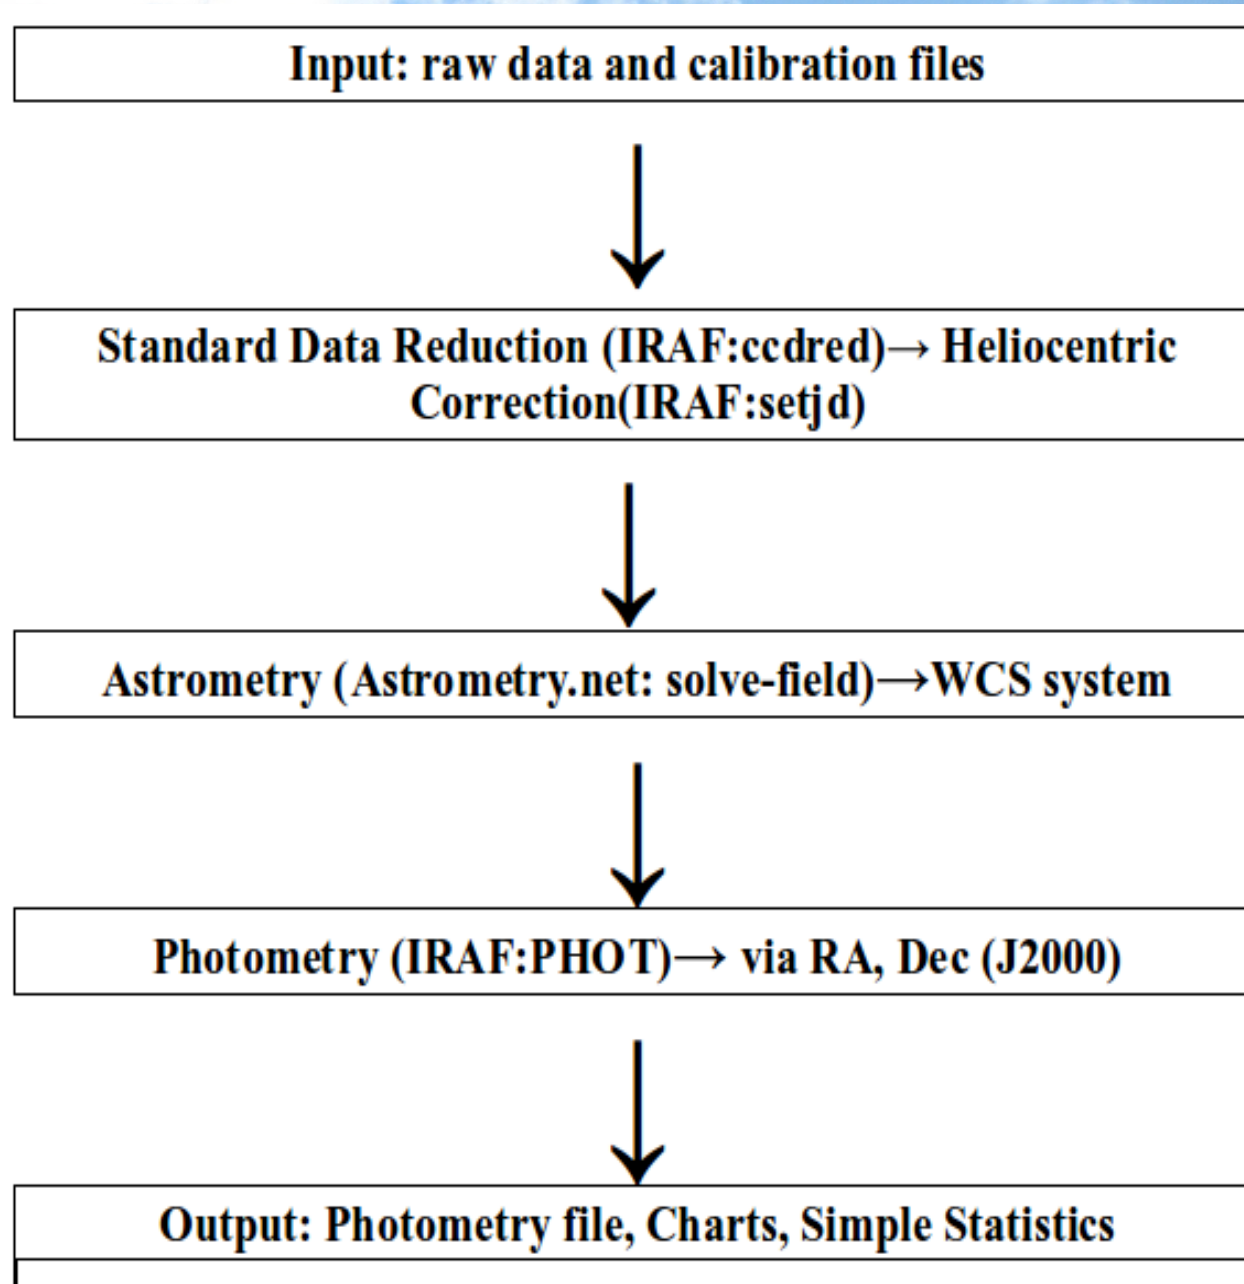 Input: raw data and calibration files
Standard Data Reduction (IRAF:ccdred)→ Heliocentric
Correction(IRAF:setjd)
Astrometry (Astrometry.net: solve-field)→WCS system
Photometry (IRAF:PHOT)→ via RA, Dec (J2000)
Output: Photometry file, Charts, Simple Statistics